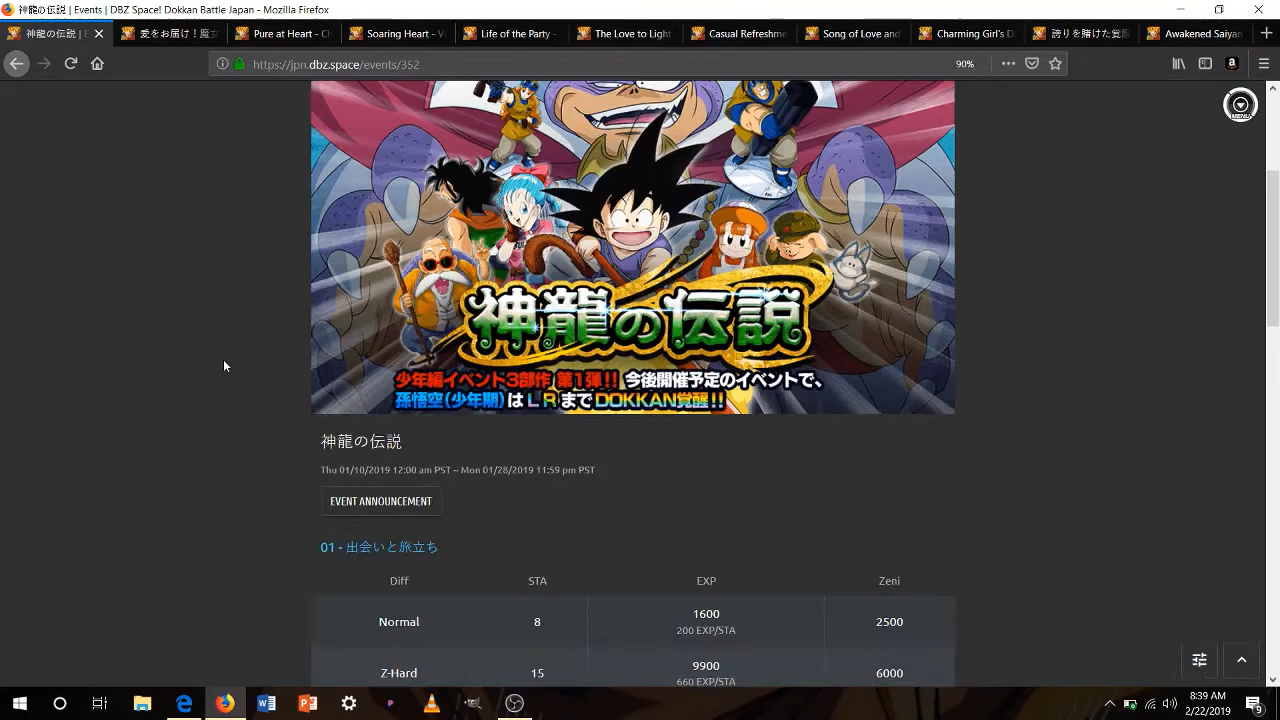 神龍の伝説 | Events | DBZ Space! Dokkan Battle Japan - Mozilla Firefox
神龍の伝説 |
愛をお届け！魔女
Pure at Heart - Ch
Soaring Heart - V
Life of the Party -
The Love to Light
Casual Refreshme
Song of Love and
Charming Girl's D
誇りを賭けた覚醒
Awakened Saiyan
https://jpn.dbz.space/events/352
90%
MENU
神龍の伝説
少年編イベント3部作 第1弾!! 今後開催予定のイベントで、
孫悟空(少年期)はLRまでDOKKAN覚醒!!
神龍の伝説
Thu 01/10/2019 12:00 am PST ~ Mon 01/28/2019 11:59 pm PST
EVENT ANNOUNCEMENT
01 - 出会いと旅立ち
Diff STA EXP Zeni
Normal 8 1600 2500
200 EXP/STA
Z-Hard 15 9900 6000
660 EXP/STA
8:39 AM
2/22/2019
9